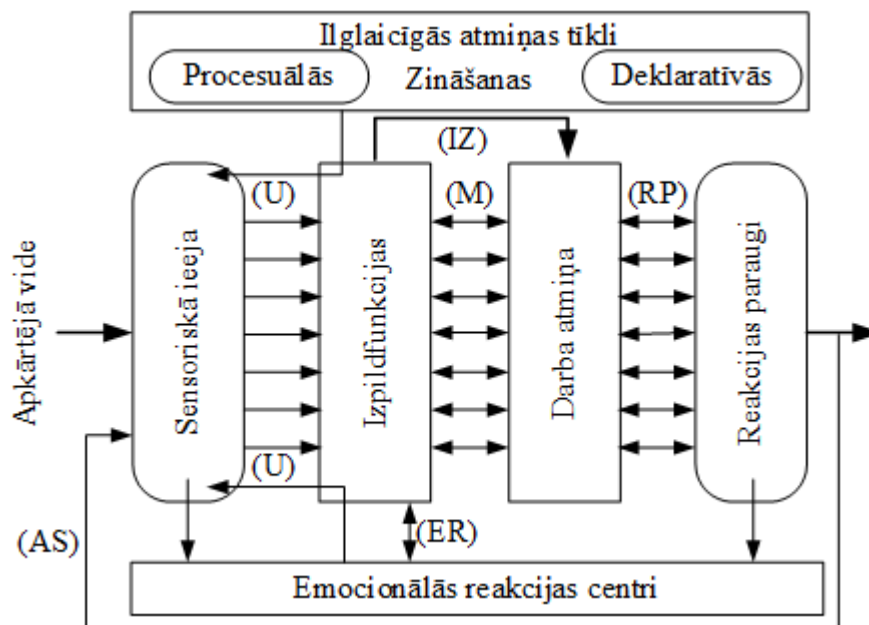 Ilglaicīgās atmiņas tīkli
Procesuālās
Zināšanas
Deklaratīvās
(IZ)
(U)
(M)
(RP)
Apkārtējā vide
Sensoriskā ieeja
Izpildfunkcijas
Darba atmiņa
Reakcijas paraugi
(U)
(AS)
(ER)
Emocionālās reakcijas centri